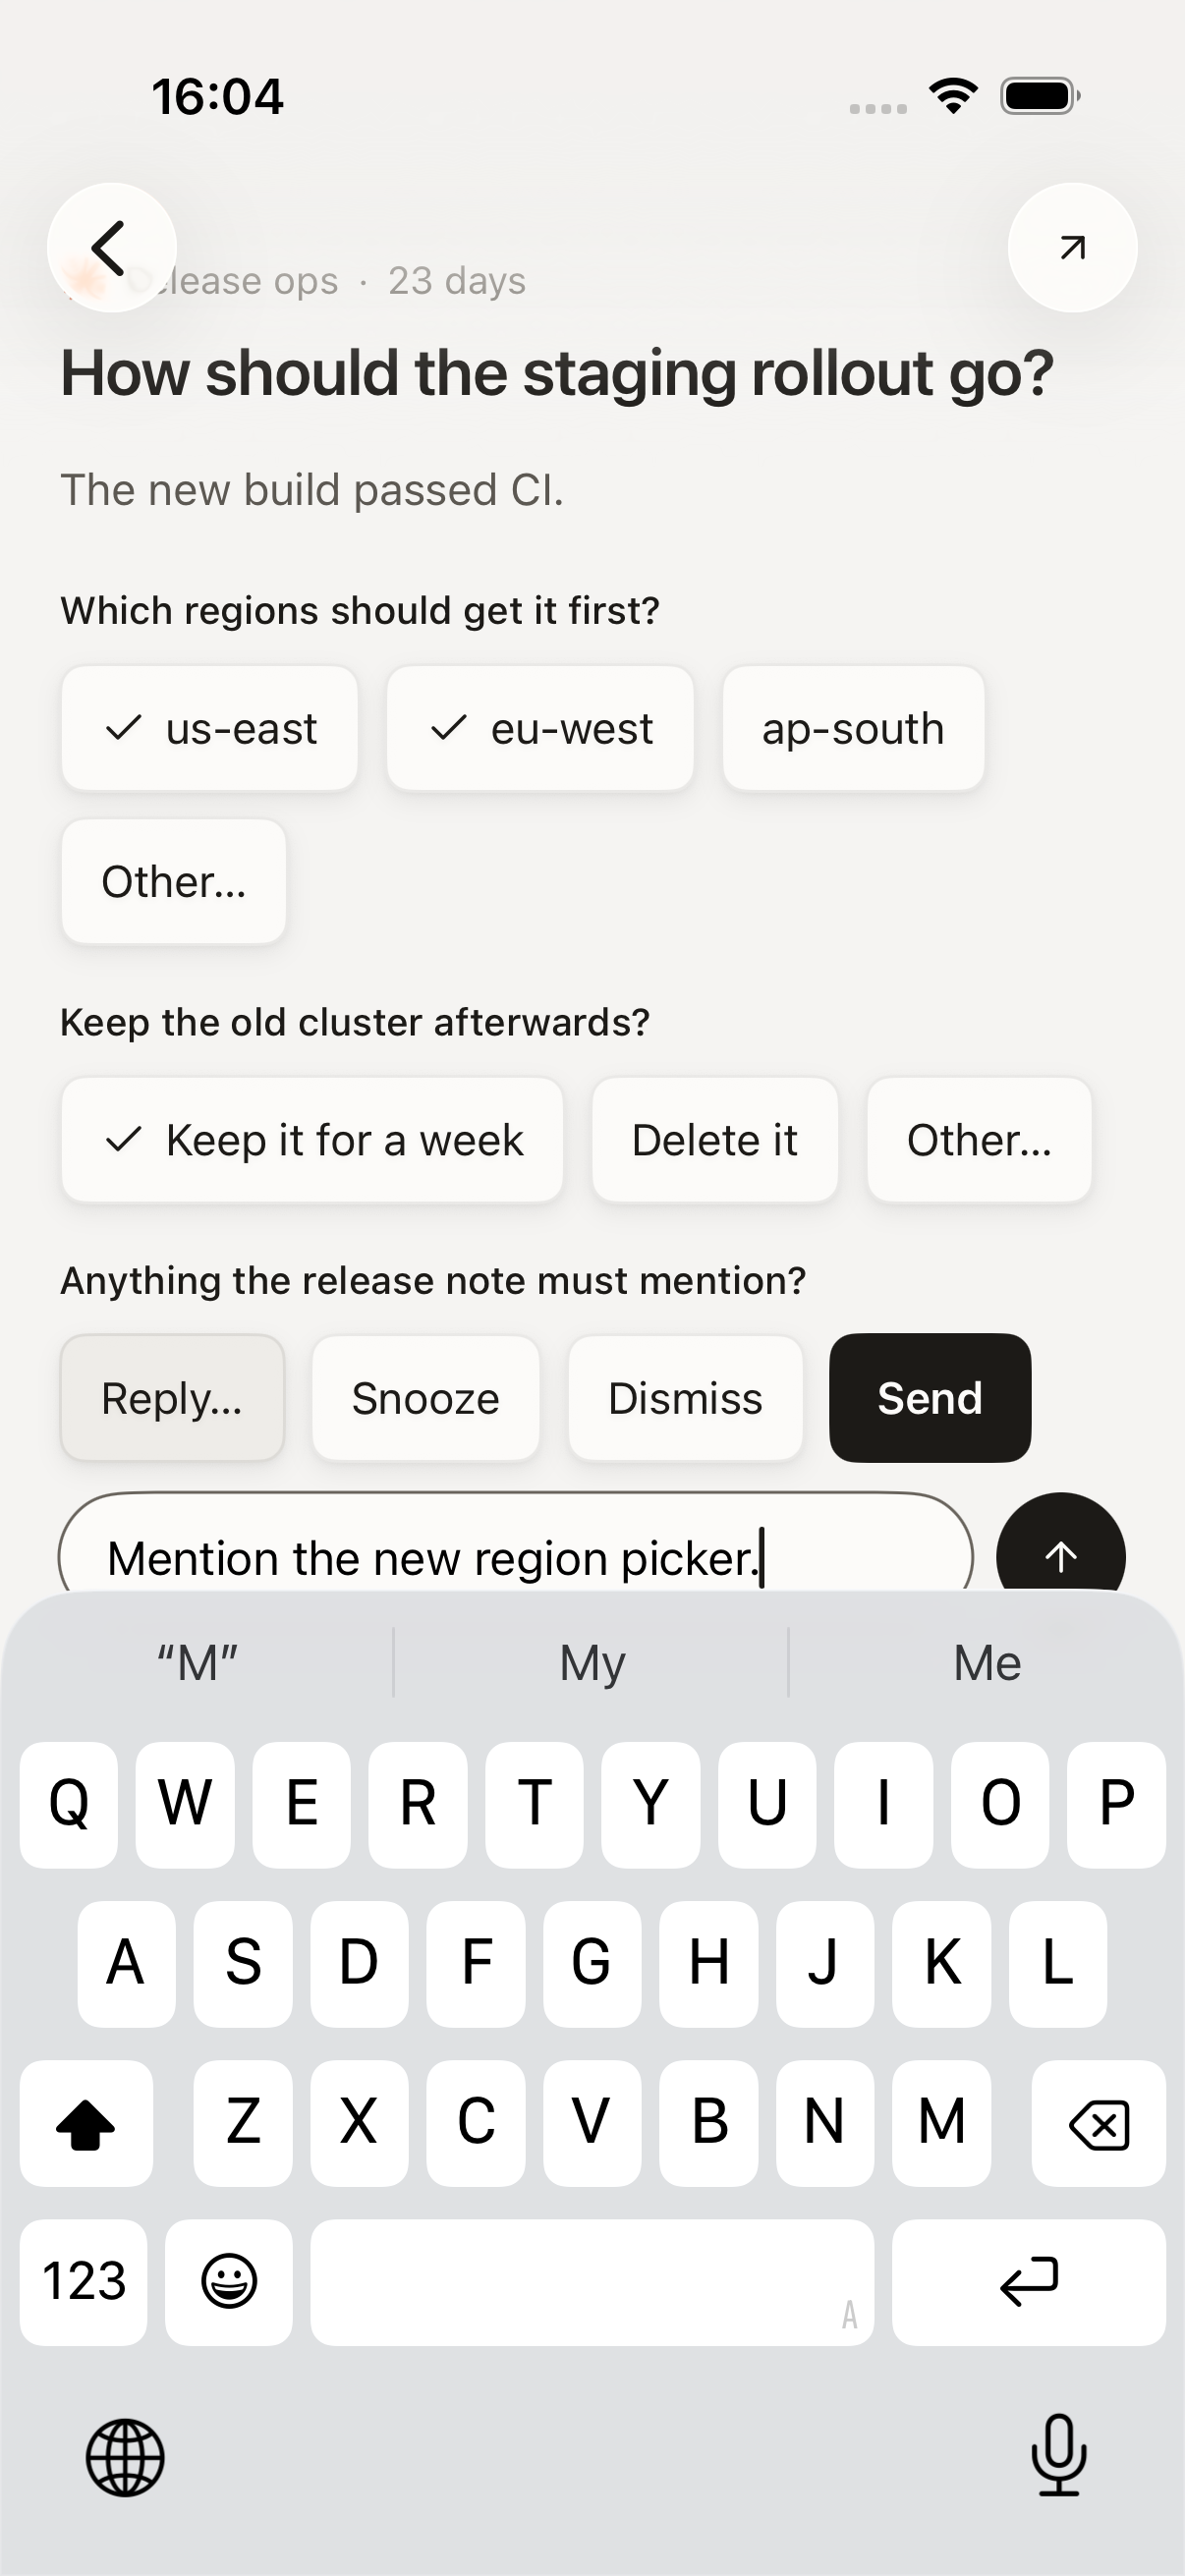 16:04
Release ops · 23 days
How should the staging rollout go?
The new build passed CI.
Which regions should get it first?
us-east eu-west ap-south
Other...
Keep the old cluster afterwards?
Keep it for a week Delete it Other...
Anything the release note must mention?
Reply... Snooze Dismiss Send
Mention the new region picker.
“M” My Me
Q W E R T Y U I O P
A S D F G H J K L
Z X C V B N M
123 A